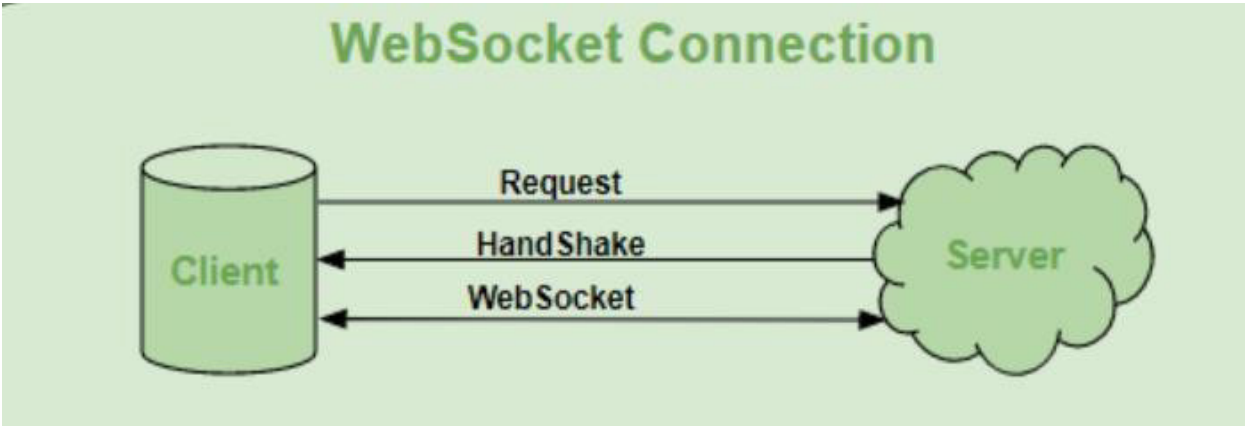 WebSocket Connection
Request
HandShake
Client
Server
WebSocket